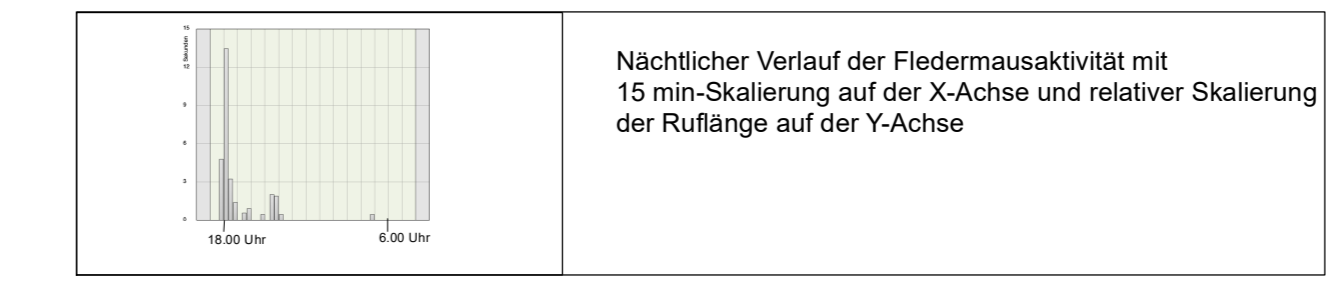 15
12 Sekunden
9
6
3
0
18.00 Uhr
6.00 Uhr
Nächtlicher Verlauf der Fledermausaktivität mit
15 min-Skalierung auf der X-Achse und relativer Skalierung
der Ruflänge auf der Y-Achse